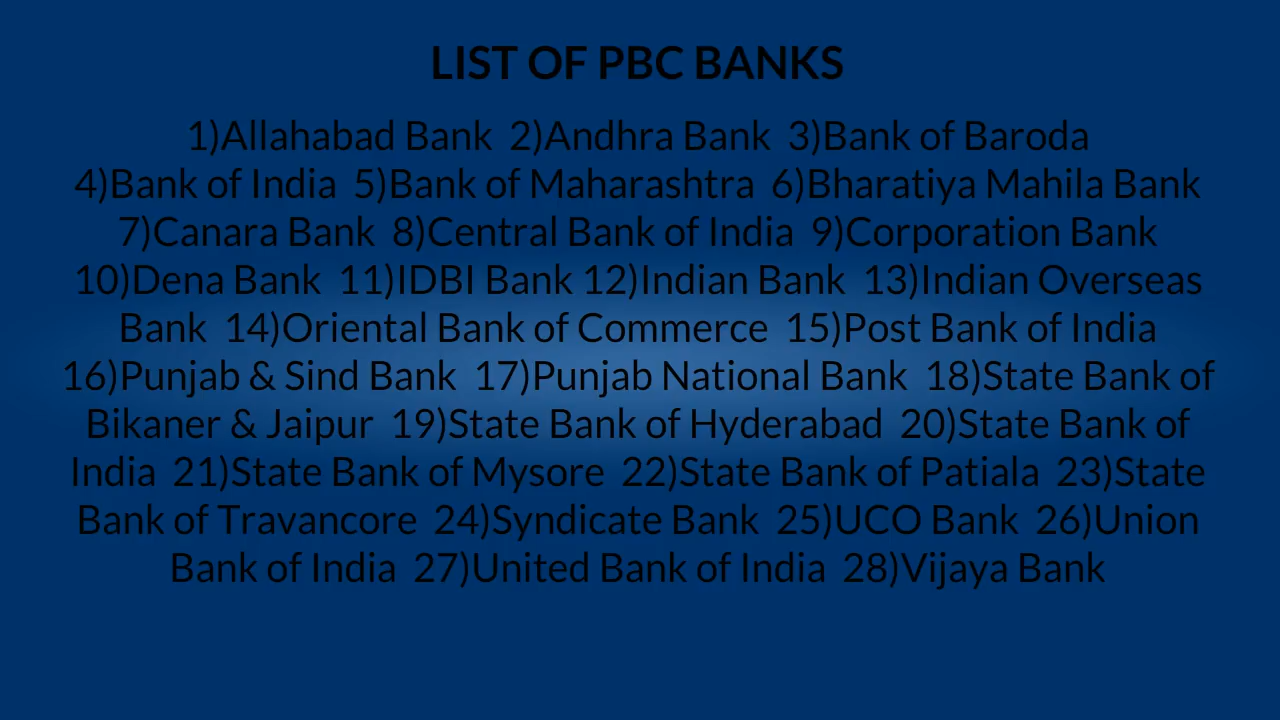 LIST OF PBC BANKS
1)Allahabad Bank 2)Andhra Bank 3)Bank of Baroda
4)Bank of India 5)Bank of Maharashtra 6)Bharatiya Mahila Bank
7)Canara Bank 8)Central Bank of India 9)Corporation Bank
10)Dena Bank 11)IDBI Bank 12)Indian Bank 13)Indian Overseas
Bank 14)Oriental Bank of Commerce 15)Post Bank of India
16)Punjab & Sind Bank 17)Punjab National Bank 18)State Bank of
Bikaner & Jaipur 19)State Bank of Hyderabad 20)State Bank of
India 21)State Bank of Mysore 22)State Bank of Patiala 23)State
Bank of Travancore 24)Syndicate Bank 25)UCO Bank 26)Union
Bank of India 27)United Bank of India 28)Vijaya Bank